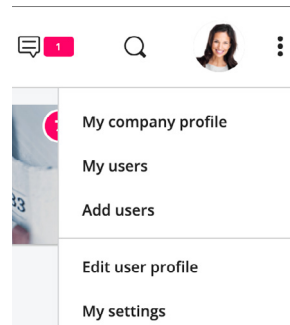 1
My company profile
My users
Add users
Edit user profile
My settings